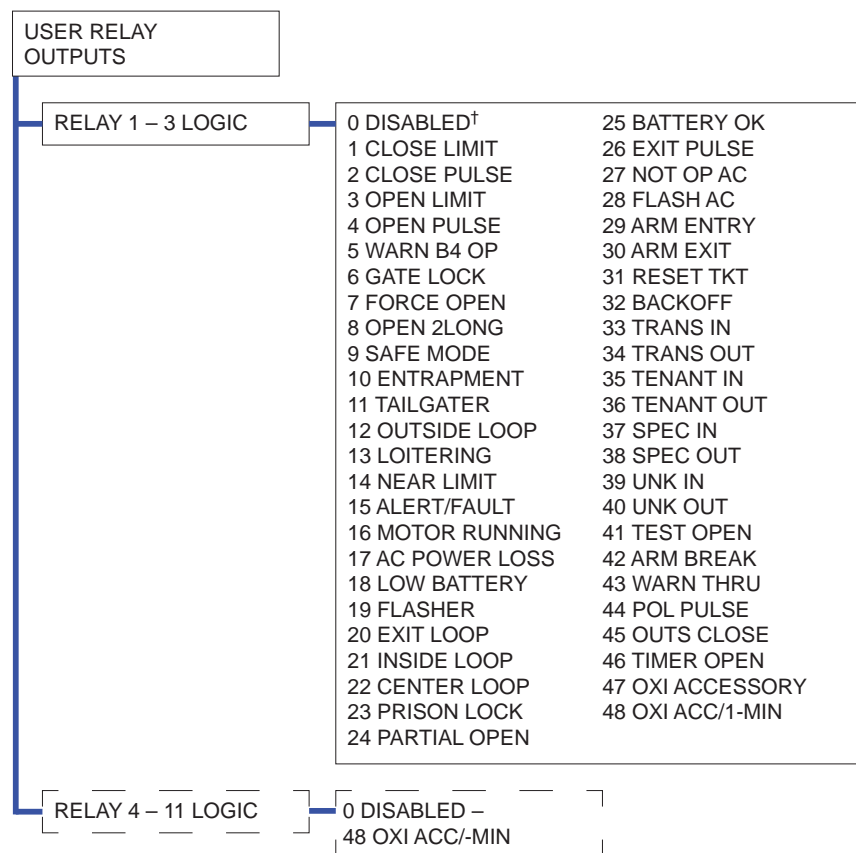 USER RELAY
OUTPUTS
RELAY 1 – 3 LOGIC
0 DISABLED†
1 CLOSE LIMIT
2 CLOSE PULSE
3 OPEN LIMIT
4 OPEN PULSE
5 WARN B4 OP
6 GATE LOCK
7 FORCE OPEN
8 OPEN 2LONG
9 SAFE MODE
10 ENTRAPMENT
11 TAILGATER
12 OUTSIDE LOOP
13 LOITERING
14 NEAR LIMIT
15 ALERT/FAULT
16 MOTOR RUNNING
17 AC POWER LOSS
18 LOW BATTERY
19 FLASHER
20 EXIT LOOP
21 INSIDE LOOP
22 CENTER LOOP
23 PRISON LOCK
24 PARTIAL OPEN
25 BATTERY OK
26 EXIT PULSE
27 NOT OP AC
28 FLASH AC
29 ARM ENTRY
30 ARM EXIT
31 RESET TKT
32 BACKOFF
33 TRANS IN
34 TRANS OUT
35 TENANT IN
36 TENANT OUT
37 SPEC IN
38 SPEC OUT
39 UNK IN
40 UNK OUT
41 TEST OPEN
42 ARM BREAK
43 WARN THRU
44 POL PULSE
45 OUTS CLOSE
46 TIMER OPEN
47 OXI ACCESSORY
48 OXI ACC/1-MIN
RELAY 4 – 11 LOGIC
0 DISABLED –
48 OXI ACC/-MIN